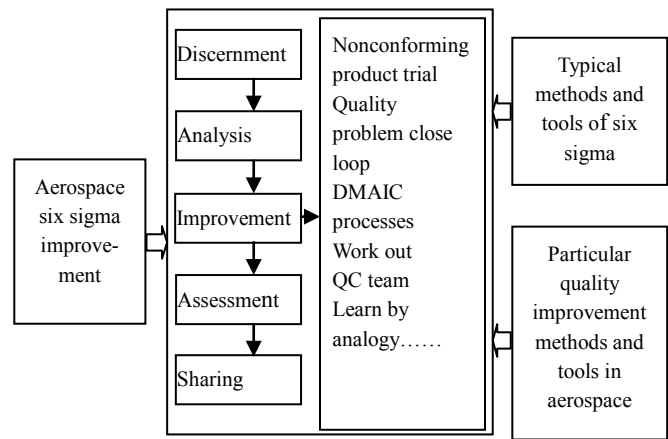 Aerospace
six sigma
improve-
ment
Discernment
Analysis
Improvement
Assessment
Sharing
Nonconforming
product trial
Quality
problem close
loop
DMAIC
processes
Work out
QC team
Learn by
analogy……
Typical
methods and
tools of six
sigma
Particular
quality
improvement
methods and
tools in
aerospace